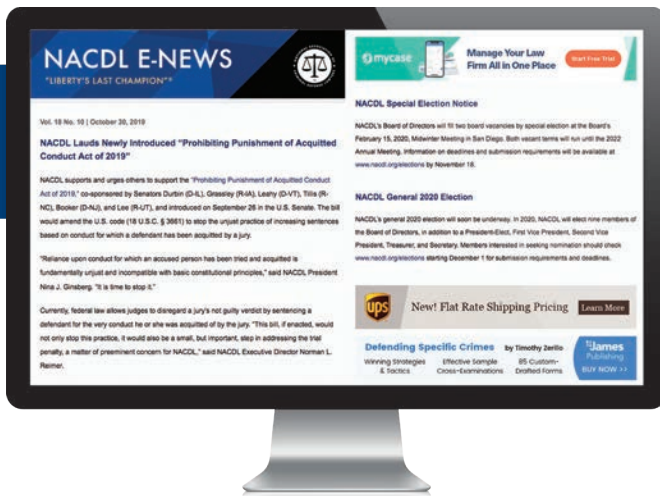 NACDL E-NEWS
"LIBERTY'S LAST CHAMPION"®
Vol. 18 No. 10 | October 30, 2019
NACDL Lauds Newly Introduced "Prohibiting Punishment of Acquitted
Conduct Act of 2019"
NACDL supports and urges others to support the "Prohibiting Punishment of Acquitted Conduct
Act of 2019," co-sponsored by Senators Durbin (D-IL), Grassley (R-IA), Leahy (D-VT), Tillis (R-
NC), Booker (D-NJ), and Lee (R-UT), and introduced on September 26 in the U.S. Senate. The bill
would amend the U.S. code (18 U.S.C. § 3661) to stop the unjust practice of increasing sentences
based on conduct for which a defendant has been acquitted by a jury.
"Reliance upon conduct for which an accused person has been tried and acquitted is
fundamentally unjust and incompatible with basic constitutional principles," said NACDL President
Nina J. Ginsberg. "It is time to stop it."
Currently, federal law allows judges to disregard a jury's not guilty verdict by sentencing a
defendant for the very conduct he or she was acquitted of by the jury. "This bill, if enacted, would
not only stop this practice, it would also be a small, but important, step in addressing the trial
penalty, a matter of preeminent concern for NACDL," said NACDL Executive Director Norman L.
Reimer.
mycase
Manage Your Law
Firm All in One Place
Start Free Trial
NACDL Special Election Notice
NACDL's Board of Directors will fill two board vacancies by special election at the Board's
February 15, 2020, Midwinter Meeting in San Diego. Both vacant terms will run until the 2022
Annual Meeting. Information on deadlines and submission requirements will be available at
www.nacdl.org/elections by November 18.
NACDL General 2020 Election
NACDL's general 2020 election will soon be underway. In 2020, NACDL will elect nine members of
the Board of Directors, in addition to a President-Elect, First Vice President, Second Vice
President, Treasurer, and Secretary. Members interested in seeking nomination should check
www.nacdl.org/elections starting December 1 for submission requirements and deadlines.
ups
New! Flat Rate Shipping Pricing
Learn More
Defending Specific Crimes by Timothy Zerillo
Winning Strategies
& Tactics
Effective Sample
Cross-Examinations
85 Custom-
Drafted Forms
James
Publishing
BUY NOW >>